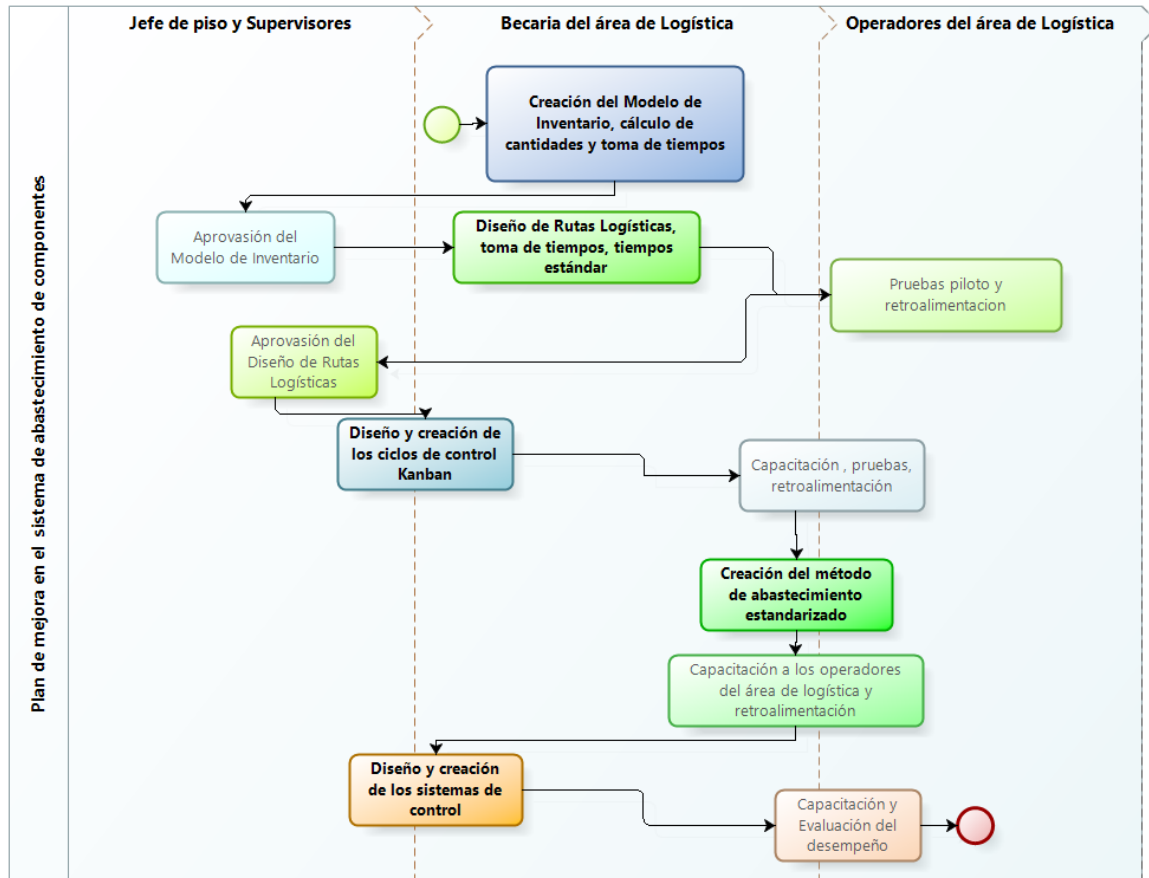 Plan de mejora en el sistema de abastecimiento de componentes
Jefe de piso y Supervisores
Becaria del área de Logística
Operadores del área de Logística
Creación del Modelo de
Inventario, cálculo de
cantidades y toma de tiempos
Aprovasión del
Modelo de Inventario
Diseño de Rutas Logísticas,
toma de tiempos, tiempos
estándar
Pruebas piloto y
retroalimentacion
Aprovasión del
Diseño de Rutas
Logísticas
Diseño y creación de
los ciclos de control
Kanban
Capacitación , pruebas,
retroalimentación
Creación del método
de abastecimiento
estandarizado
Capacitación a los operadores
del área de logística y
retroalimentación
Diseño y creación
de los sistemas de
control
Capacitación y
Evaluación del
desempeño